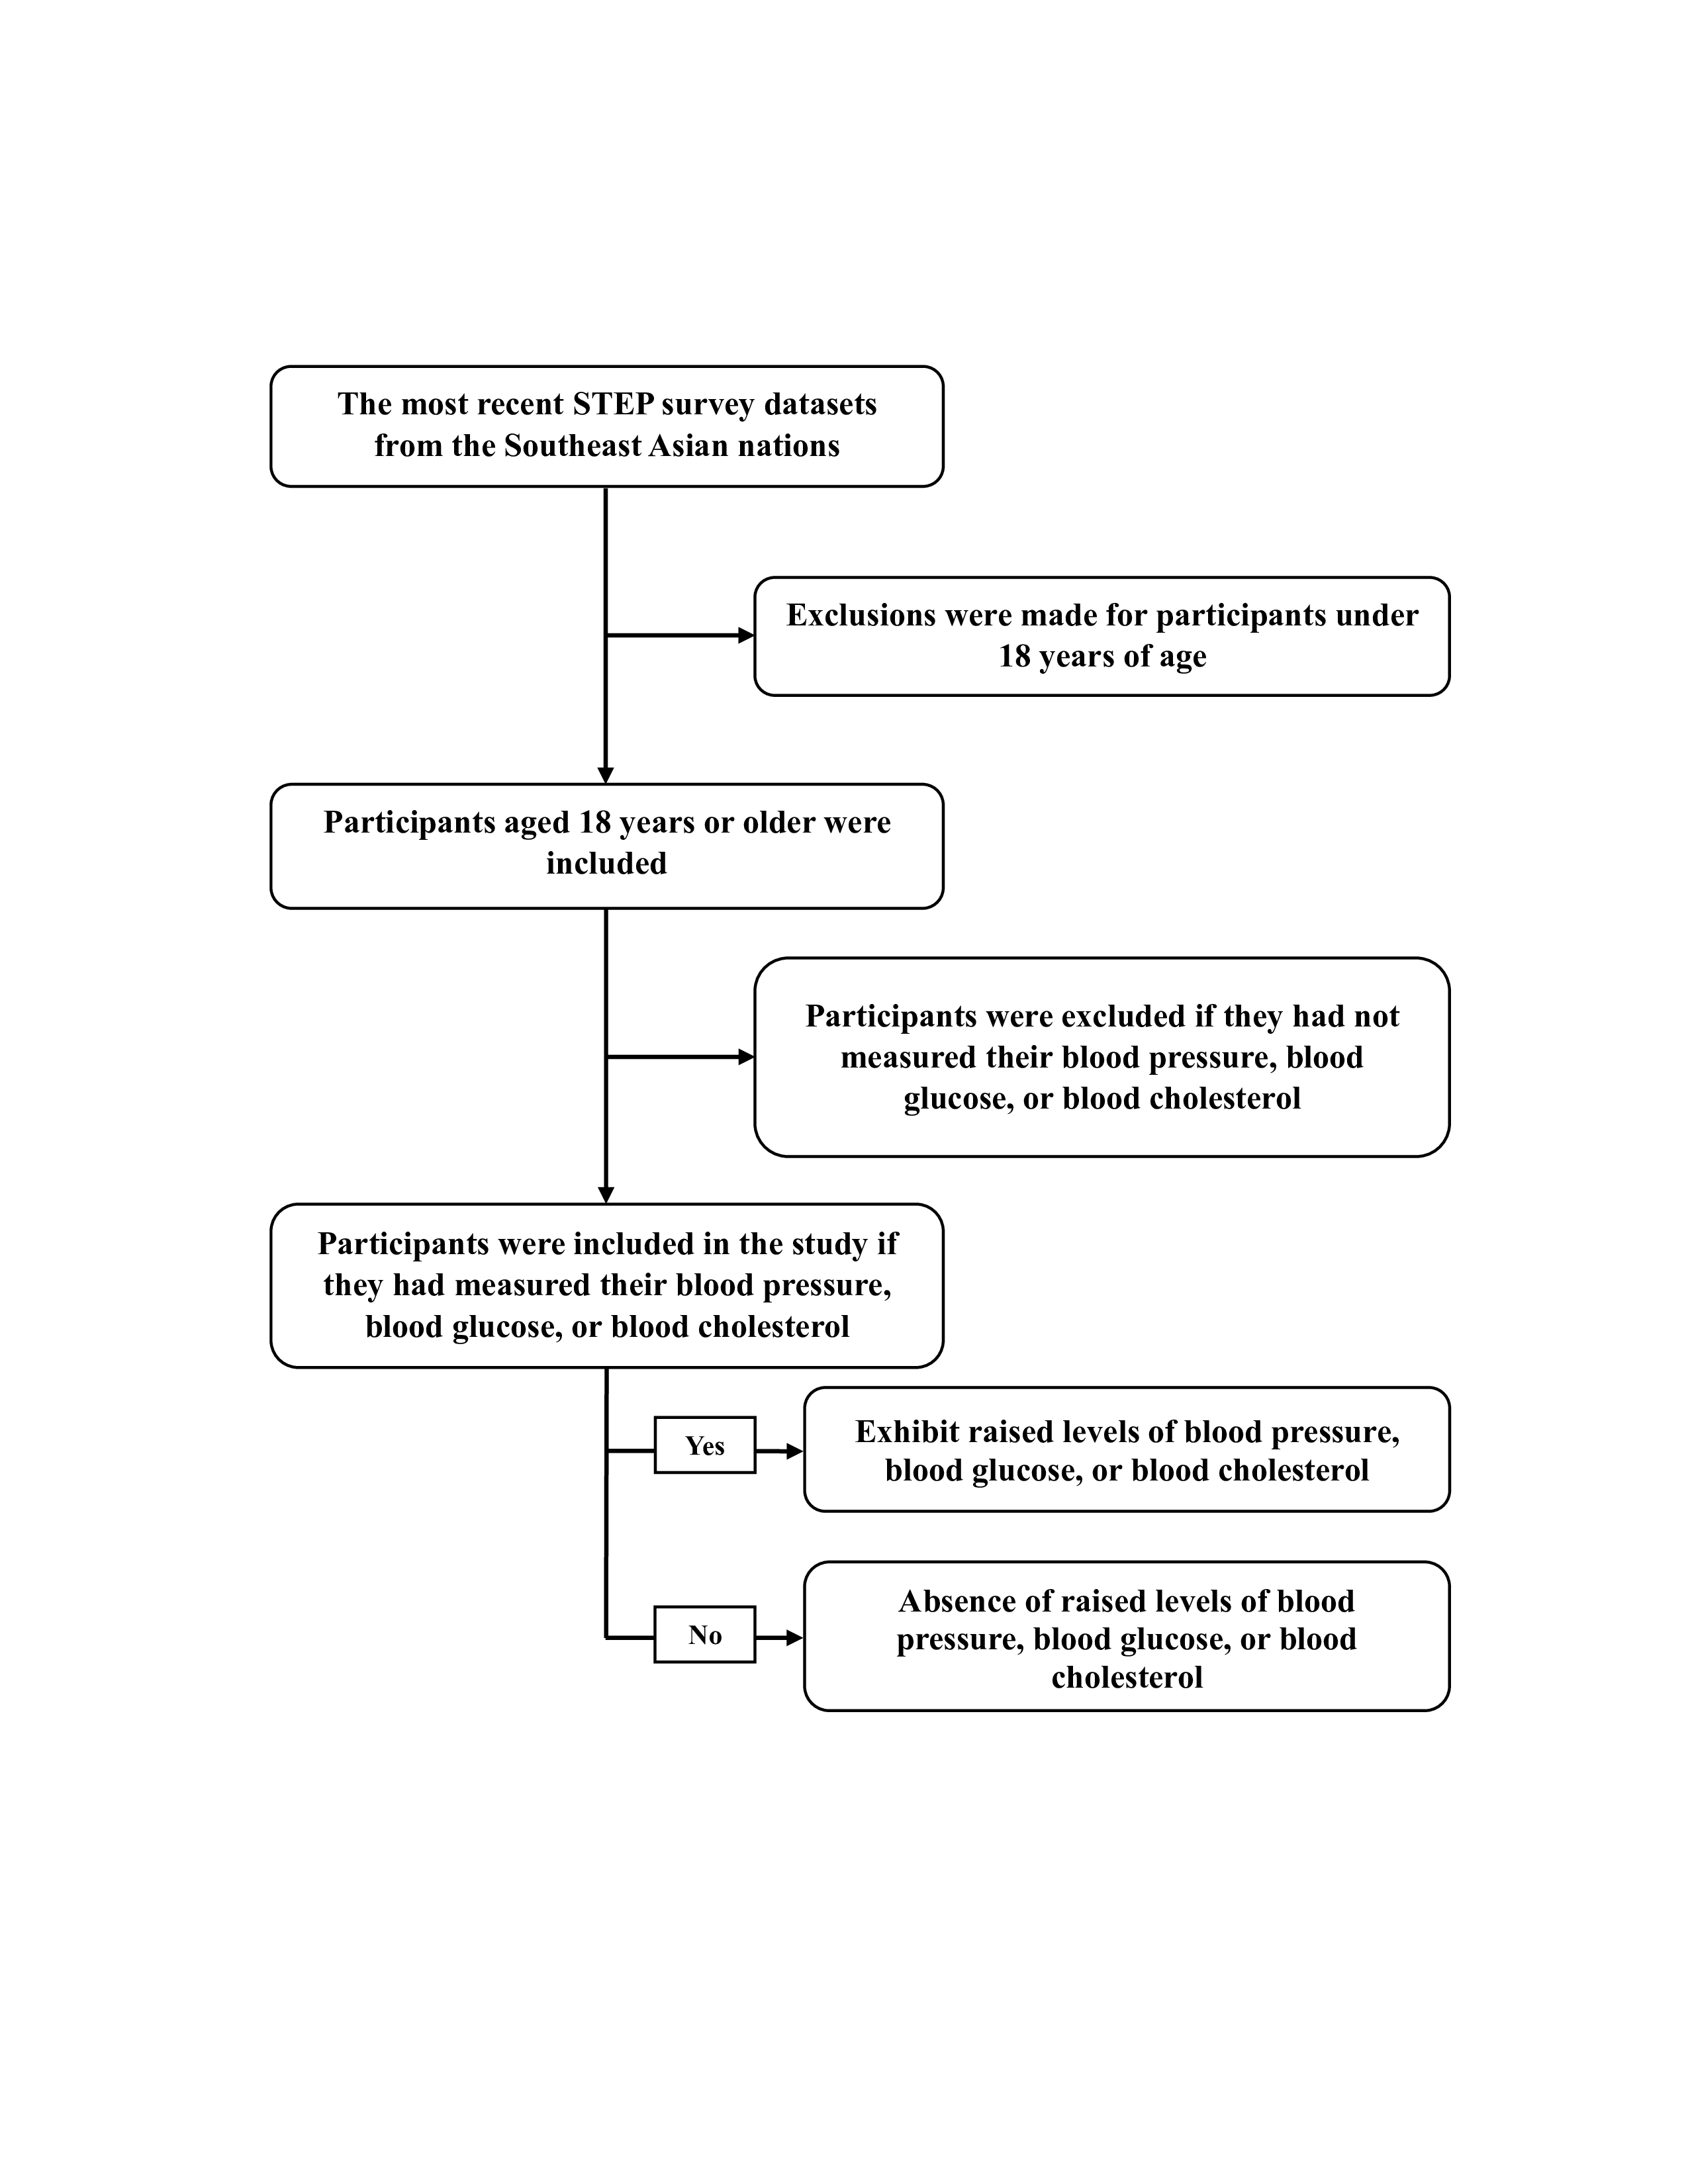 The most recent STEP survey datasets
from the Southeast Asian nations
Exclusions were made for participants under
18 years of age
Participants aged 18 years or older were
included
Participants were excluded if they had not
measured their blood pressure, blood
glucose, or blood cholesterol
Participants were included in the study if
they had measured their blood pressure,
blood glucose, or blood cholesterol
Yes
Exhibit raised levels of blood pressure,
blood glucose, or blood cholesterol
No
Absence of raised levels of blood
pressure, blood glucose, or blood
cholesterol